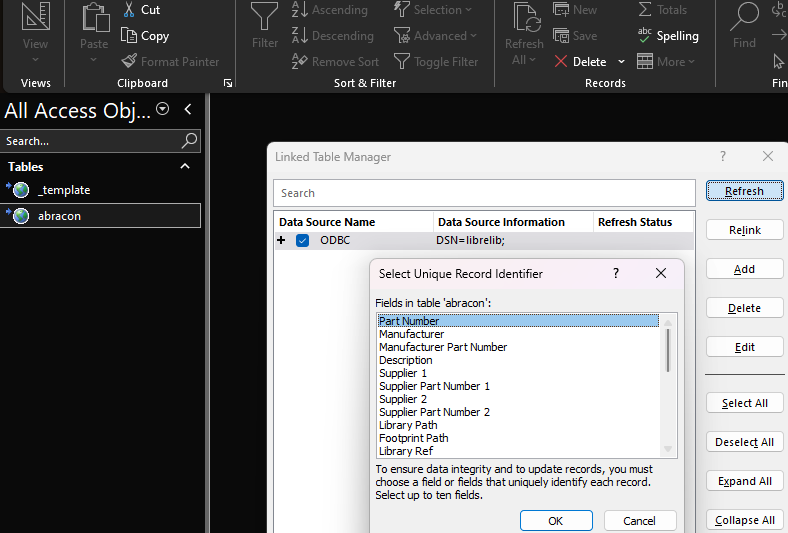 View
Views
Paste
Cut
Copy
Format Painter
Clipboard
Filter
Ascending
Descending
Remove Sort
Selection
Advanced
Toggle Filter
Sort & Filter
Refresh
All
New
Save
Delete
Totals
abc
Spelling
More
Records
Find
Fin
All Access Obj...
Search...
Tables
_template
abracon
Linked Table Manager
?
Search
Refresh
Data Source Name Data Source Information Refresh Status
ODBC DSN=librelib;
Relink
Add
Delete
Edit
Select All
Deselect All
Expand All
Collapse All
Select Unique Record Identifier
?
Fields in table 'abracon':
Part Number
Manufacturer
Manufacturer Part Number
Description
Supplier 1
Supplier Part Number 1
Supplier 2
Supplier Part Number 2
Library Path
Footprint Path
Library Ref
To ensure data integrity and to update records, you must
choose a field or fields that uniquely identify each record.
Select up to ten fields.
OK
Cancel